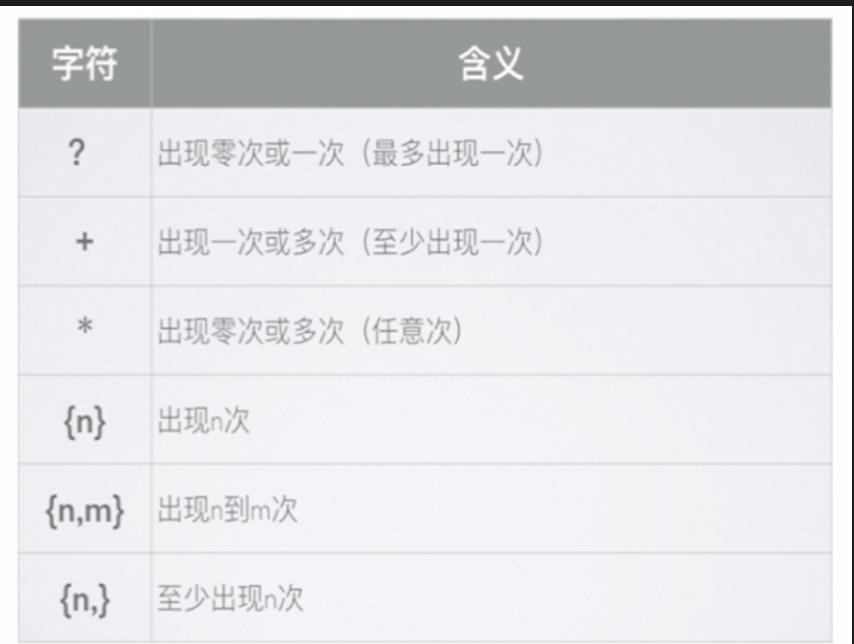 字符 含义
? 出现零次或一次（最多出现一次）
+ 出现一次或多次（至少出现一次）
* 出现零次或多次（任意次）
{n} 出现n次
{n,m} 出现n到m次
{n,} 至少出现n次